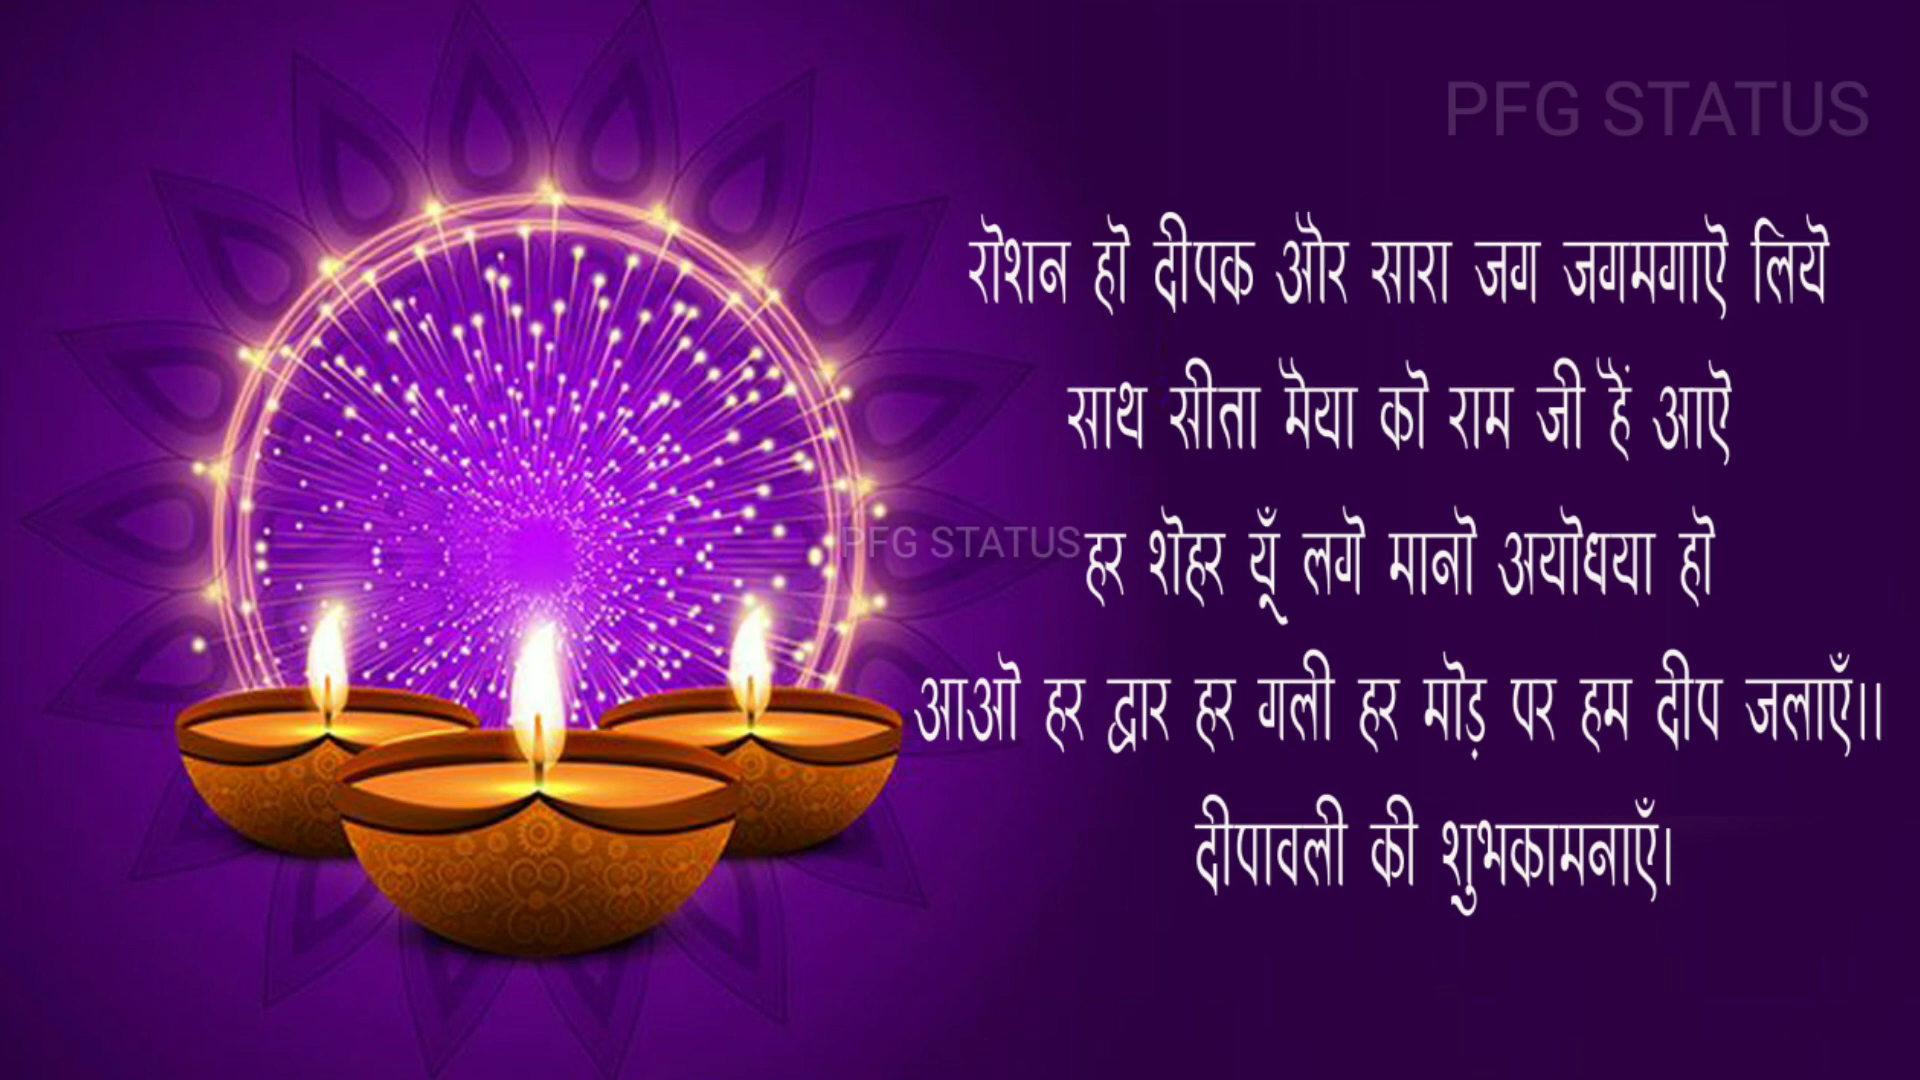 PFG STATUS
रोशन हो दीपक और सारा जग जगमगाऐ लिये
साथ सीता मैया को राम जी हैं आऐ
PFG STATUS
हर शेहर यूँ लगे मानो अयोधया हो
आओ हर द्वार हर गली हर मोड़ पर हम दीप जलाएँ।।
दीपावली की शुभकामनाएँ।